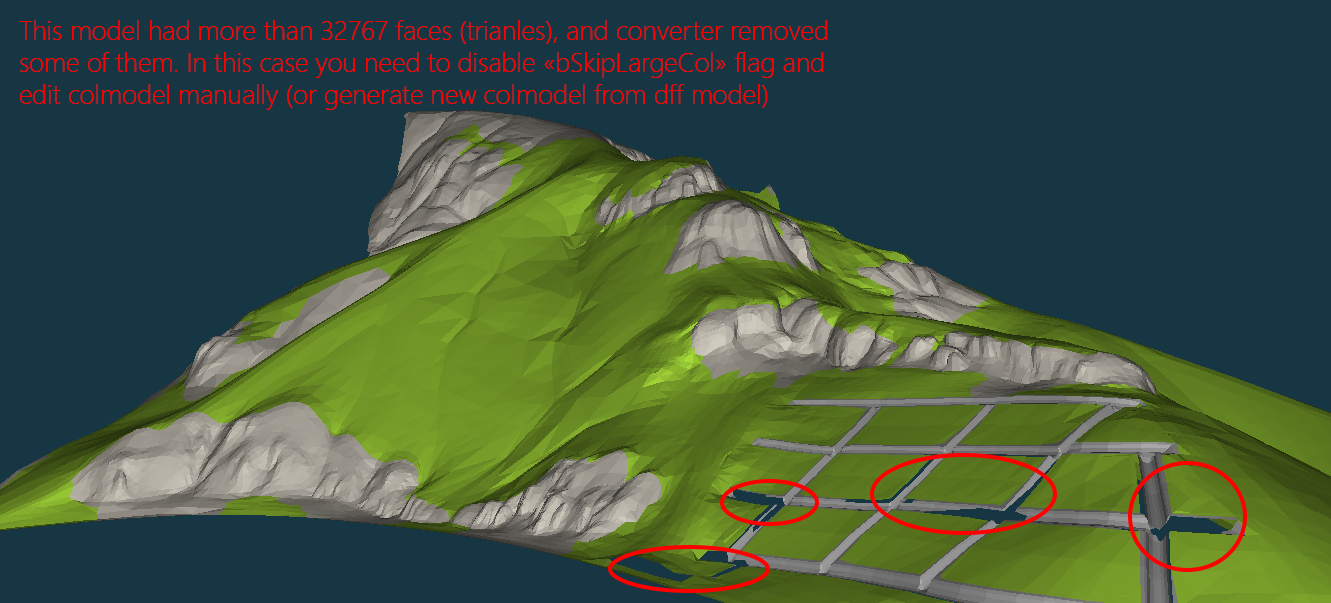 This model had more than 32767 faces (trianles), and converter removed
some of them. In this case you need to disable «bSkipLargeCol» flag and
edit colmodel manually (or generate new colmodel from dff model)